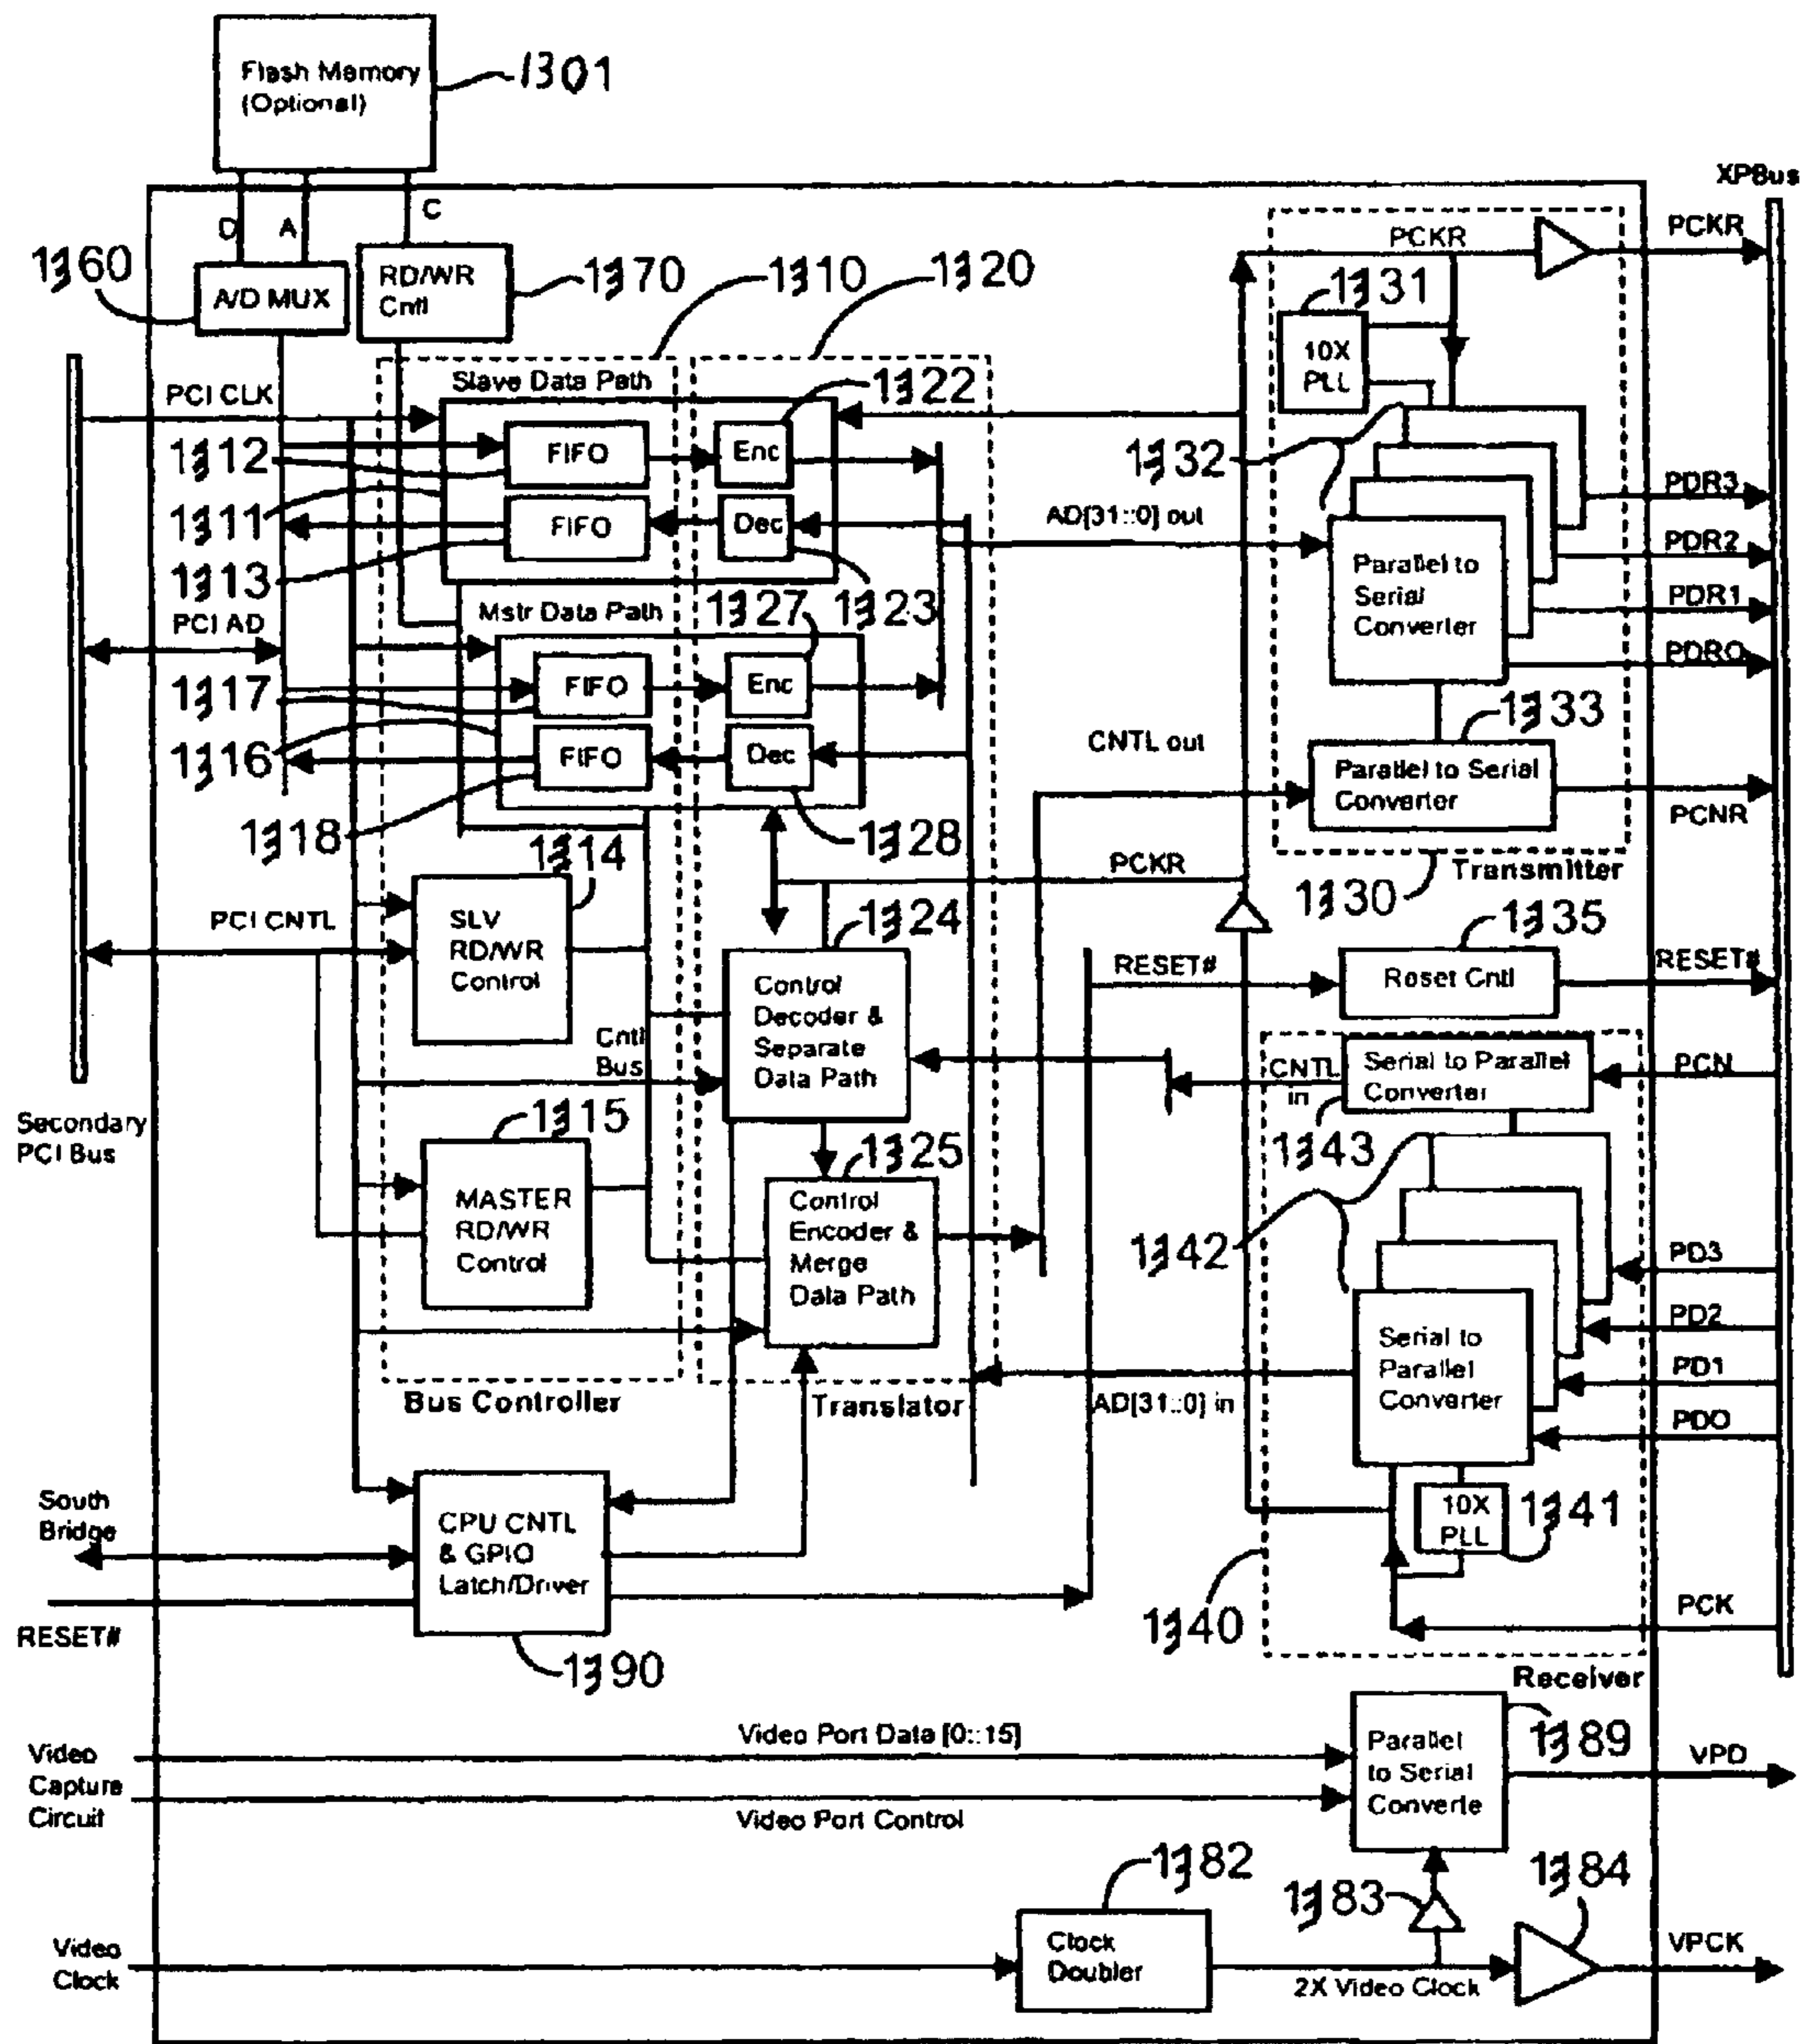 Flash Memory
(Optional)
1301
XPBus
D
A
C
PCKR
PCKR
1360
A/D MUX
RD/WR
Cntl
1370
1310
1320
1331
10X
PLL
Slave Data Path
PCI CLK
1322
1312
FIFO
Enc
1332
PDR3
1311
FIFO
Dec
AD[31::0] out
PDR2
1313
Parallel to
Serial
Converter
Mstr Data Path
1327
1323
PDR1
PCI AD
PDR0
1317
FIFO
Enc
1333
1316
FIFO
Dec
CNTL out
Parallel to Serial
Converter
PCNR
1318
1314
1328
PCKR
1130
Transmitter
PCI CNTL
SLV
RD/WR
Control
1324
1335
RESET#
Reset Cntl
RESET#
Control
Decoder &
Separate
Data Path
Cntl
Bus
CNTL
in
Serial to Parallel
Converter
PCN
Secondary
PCI Bus
1315
1343
1325
MASTER
RD/WR
Control
Control
Encoder &
Merge
Data Path
1342
PD3
PD2
Serial to
Parallel
Converter
PD1
Bus Controller
Translator
AD[31::0] in
PD0
South
Bridge
CPU CNTL
& GPIO
Latch/Driver
10X
PLL
1341
RESET#
1340
PCK
1390
Receiver
Video Port Data [0::15]
Parallel
to Serial
Converte
1389
VPD
Video
Capture
Circuit
Video Port Control
1382
1383
1384
Video
Clock
Clock
Doubler
2X Video Clock
VPCK